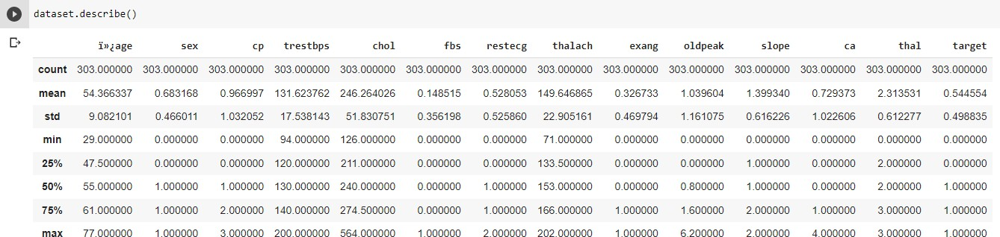 dataset.describe()
ï»¿age sex cp trestbps chol fbs restecg thalach exang oldpeak slope ca thal target
count 303.000000 303.000000 303.000000 303.000000 303.000000 303.000000 303.000000 303.000000 303.000000 303.000000 303.000000 303.000000 303.000000 303.000000
mean 54.366337 0.683168 0.966997 131.623762 246.264026 0.148515 0.528053 149.646865 0.326733 1.039604 1.399340 0.729373 2.313531 0.544554
std 9.082101 0.466011 1.032052 17.538143 51.830751 0.356198 0.525860 22.905161 0.469794 1.161075 0.616226 1.022606 0.612277 0.498835
min 29.000000 0.000000 0.000000 94.000000 126.000000 0.000000 0.000000 71.000000 0.000000 0.000000 0.000000 0.000000 0.000000 0.000000
25% 47.500000 0.000000 0.000000 120.000000 211.000000 0.000000 0.000000 133.500000 0.000000 0.000000 1.000000 0.000000 2.000000 0.000000
50% 55.000000 1.000000 1.000000 130.000000 240.000000 0.000000 1.000000 153.000000 0.000000 0.800000 1.000000 0.000000 2.000000 1.000000
75% 61.000000 1.000000 2.000000 140.000000 274.500000 0.000000 1.000000 166.000000 1.000000 1.600000 2.000000 1.000000 3.000000 1.000000
max 77.000000 1.000000 3.000000 200.000000 564.000000 1.000000 2.000000 202.000000 1.000000 6.200000 2.000000 4.000000 3.000000 1.000000